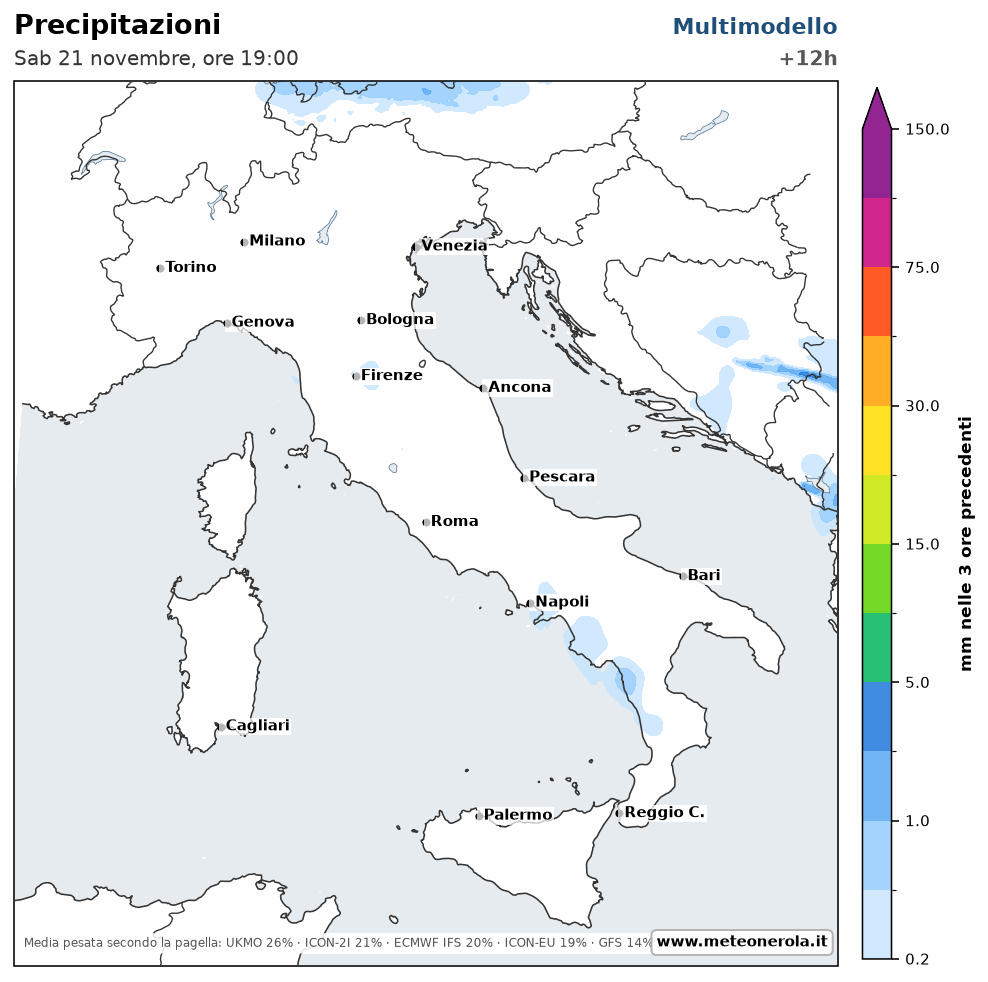 Precipitazioni
Multimodello
Sab 21 novembre, ore 19:00
+12h
150.0
75.0
30.0
15.0
5.0
1.0
0.2
mm nelle 3 ore precedenti
Milano
Venezia
Torino
Genova
Bologna
Firenze
Ancona
Pescara
Roma
Bari
Napoli
Cagliari
Palermo
Reggio C.
Media pesata secondo la pagella: UKMO 26% · ICON-2I 21% · ECMWF IFS 20% · ICON-EU 19% · GFS 14%
www.meteonerola.it